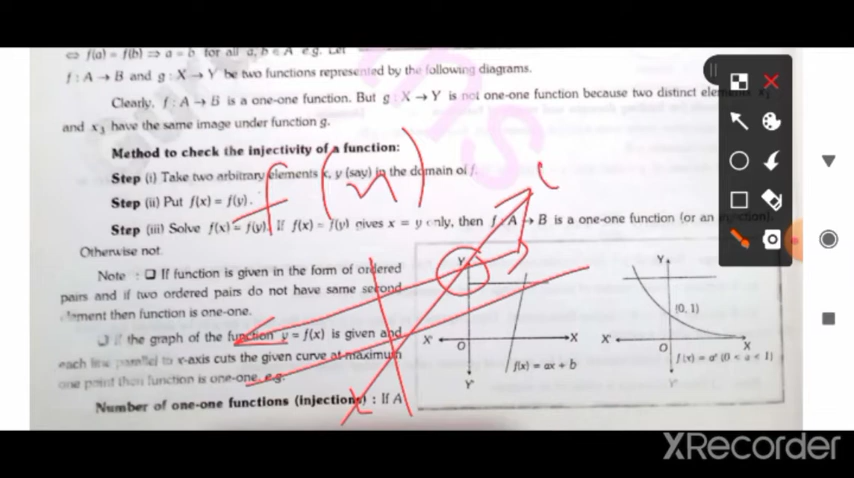 ⇔ f(a) = f(b) ⇒ a = b for all a, b ∈ A e.g. Let
f : A → B and g : X → Y be two functions represented by the following diagrams.
Clearly, f : A → B is a one-one function. But g : X → Y is not one-one function because two distinct elements x₁
and x₃ have the same image under function g.
Method to check the injectivity of a function:
Step (i) Take two arbitrary elements x, y (say) in the domain of f.
Step (ii) Put f(x) = f(y).
Step (iii) Solve f(x) = f(y). If f(x) = f(y) gives x = y only, then f : A → B is a one-one function (or an injection).
Otherwise not.
Note : ❑ If function is given in the form of ordered
pairs and if two ordered pairs do not have same second
element then function is one-one.
❑ If the graph of the function y = f(x) is given and
each line parallel to x-axis cuts the given curve at maximum
one point then function is one-one. e.g.
Number of one-one functions (injections) : If A
f(x)
Y
X'
O
X
Y'
f(x) = ax + b
Y
(0, 1)
X'
O
X
Y'
f(x) = aˣ (0 < a < 1)
XRecorder